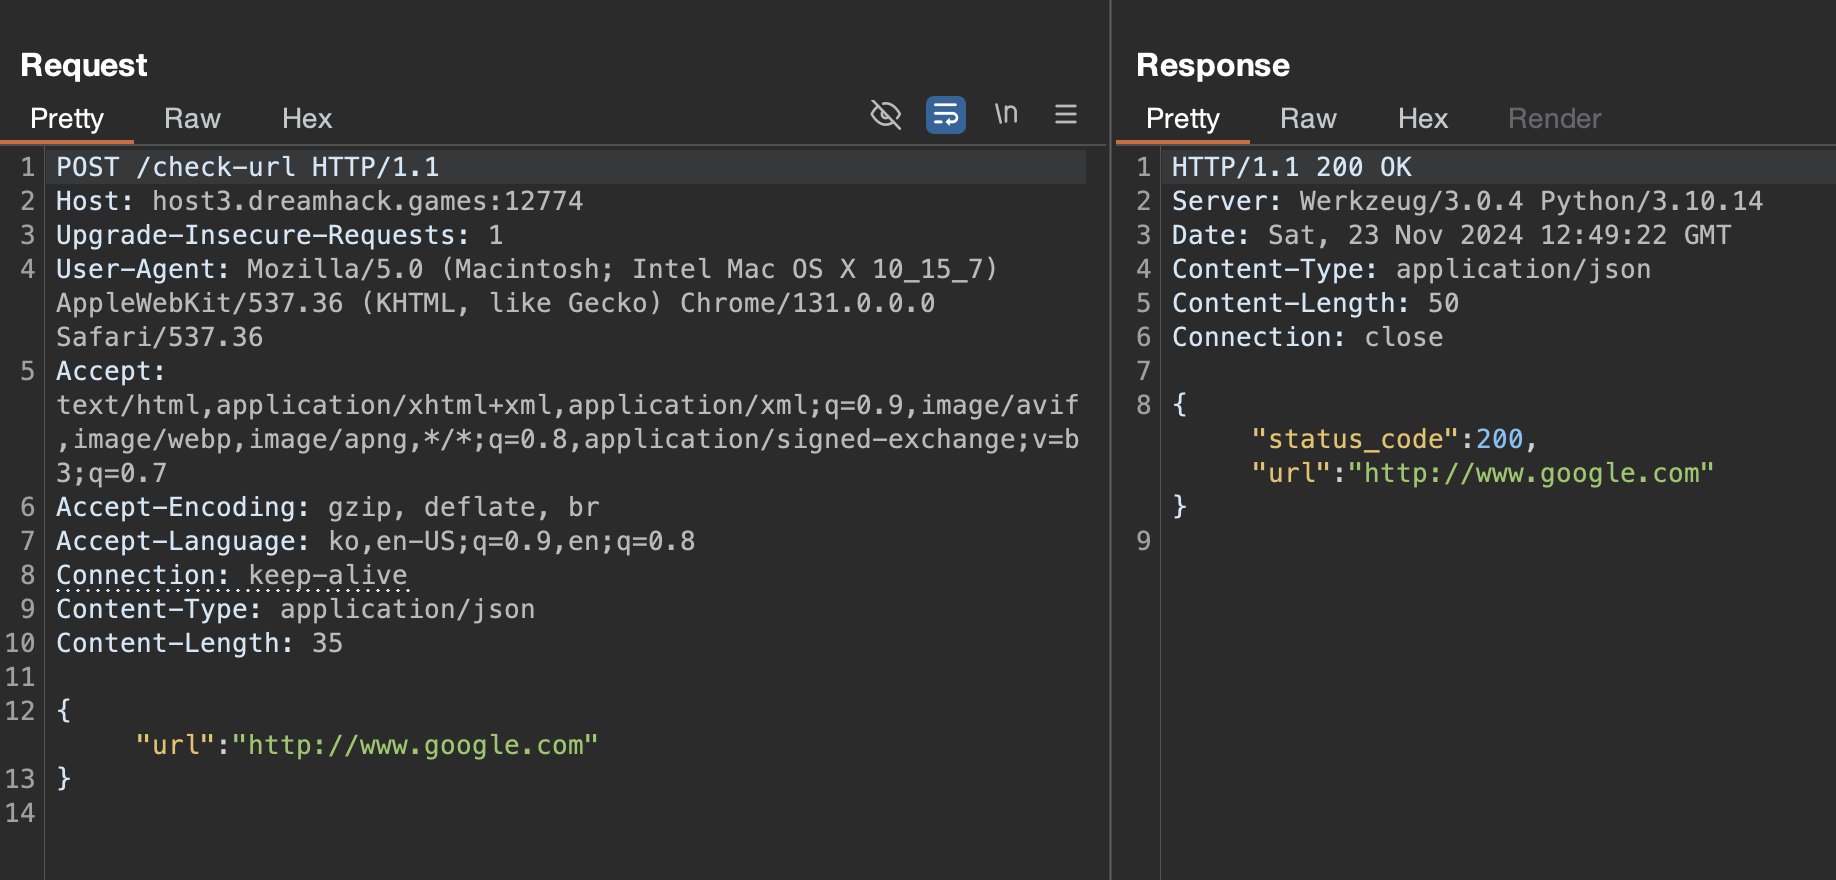 Request
Pretty Raw Hex \n
1 POST /check-url HTTP/1.1
2 Host: host3.dreamhack.games:12774
3 Upgrade-Insecure-Requests: 1
4 User-Agent: Mozilla/5.0 (Macintosh; Intel Mac OS X 10_15_7)
AppleWebKit/537.36 (KHTML, like Gecko) Chrome/131.0.0.0
Safari/537.36
5 Accept:
text/html,application/xhtml+xml,application/xml;q=0.9,image/avif
,image/webp,image/apng,*/*;q=0.8,application/signed-exchange;v=b
3;q=0.7
6 Accept-Encoding: gzip, deflate, br
7 Accept-Language: ko,en-US;q=0.9,en;q=0.8
8 Connection: keep-alive
9 Content-Type: application/json
10 Content-Length: 35
11
12 {
"url":"http://www.google.com"
13 }
14
Response
Pretty Raw Hex Render
1 HTTP/1.1 200 OK
2 Server: Werkzeug/3.0.4 Python/3.10.14
3 Date: Sat, 23 Nov 2024 12:49:22 GMT
4 Content-Type: application/json
5 Content-Length: 50
6 Connection: close
7
8 {
"status_code":200,
"url":"http://www.google.com"
}
9